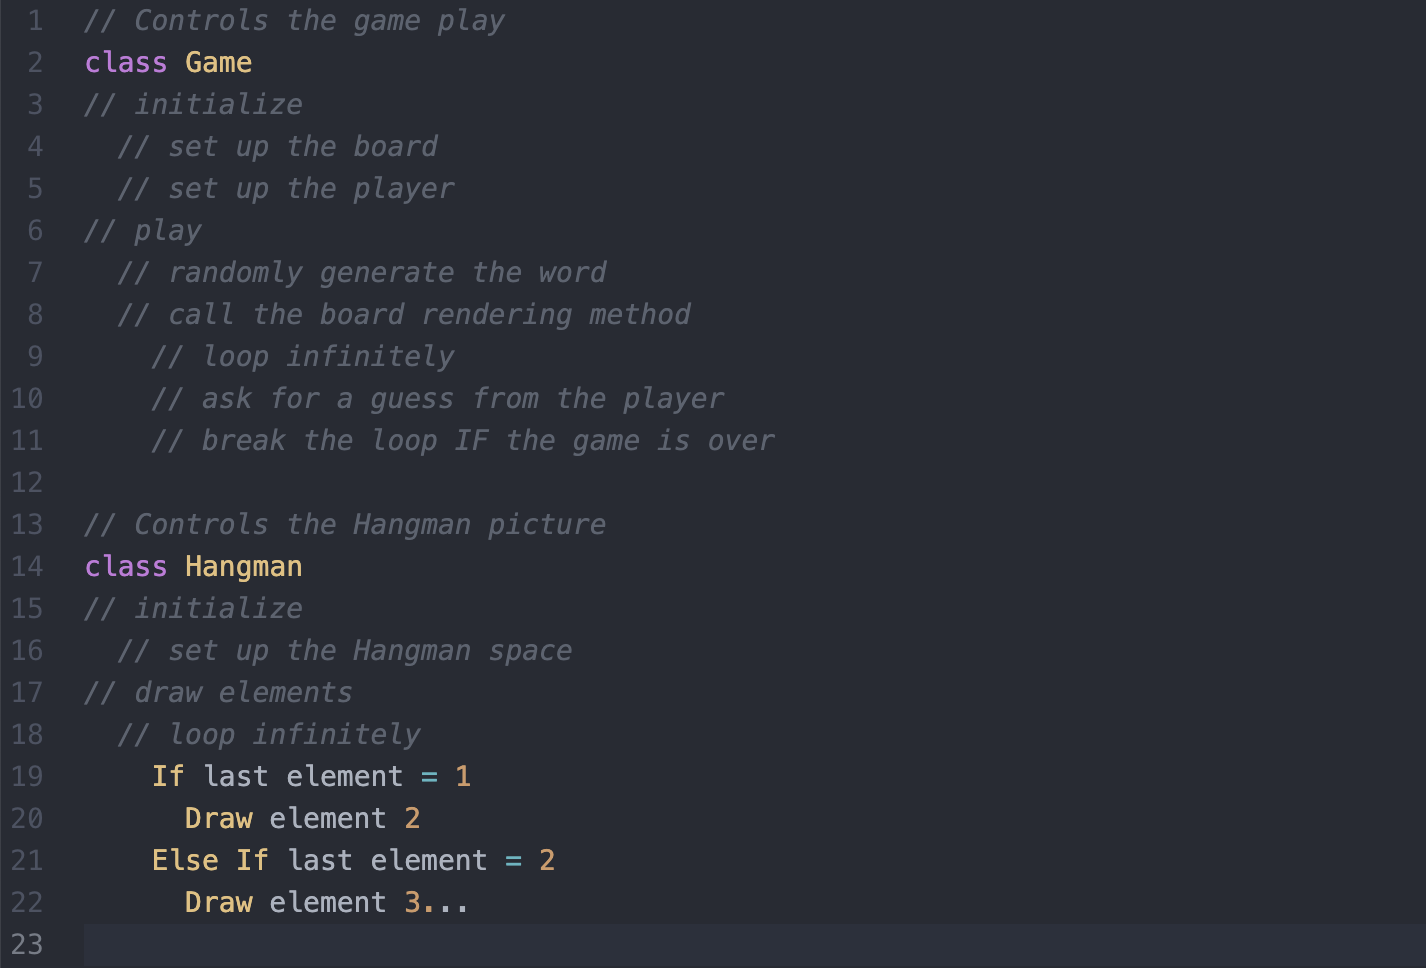 1 // Controls the game play
2 class Game
3 // initialize
4   // set up the board
5   // set up the player
6 // play
7   // randomly generate the word
8   // call the board rendering method
9     // loop infinitely
10     // ask for a guess from the player
11     // break the loop IF the game is over
12
13 // Controls the Hangman picture
14 class Hangman
15 // initialize
16   // set up the Hangman space
17 // draw elements
18   // loop infinitely
19     If last element = 1
20       Draw element 2
21     Else If last element = 2
22       Draw element 3...
23